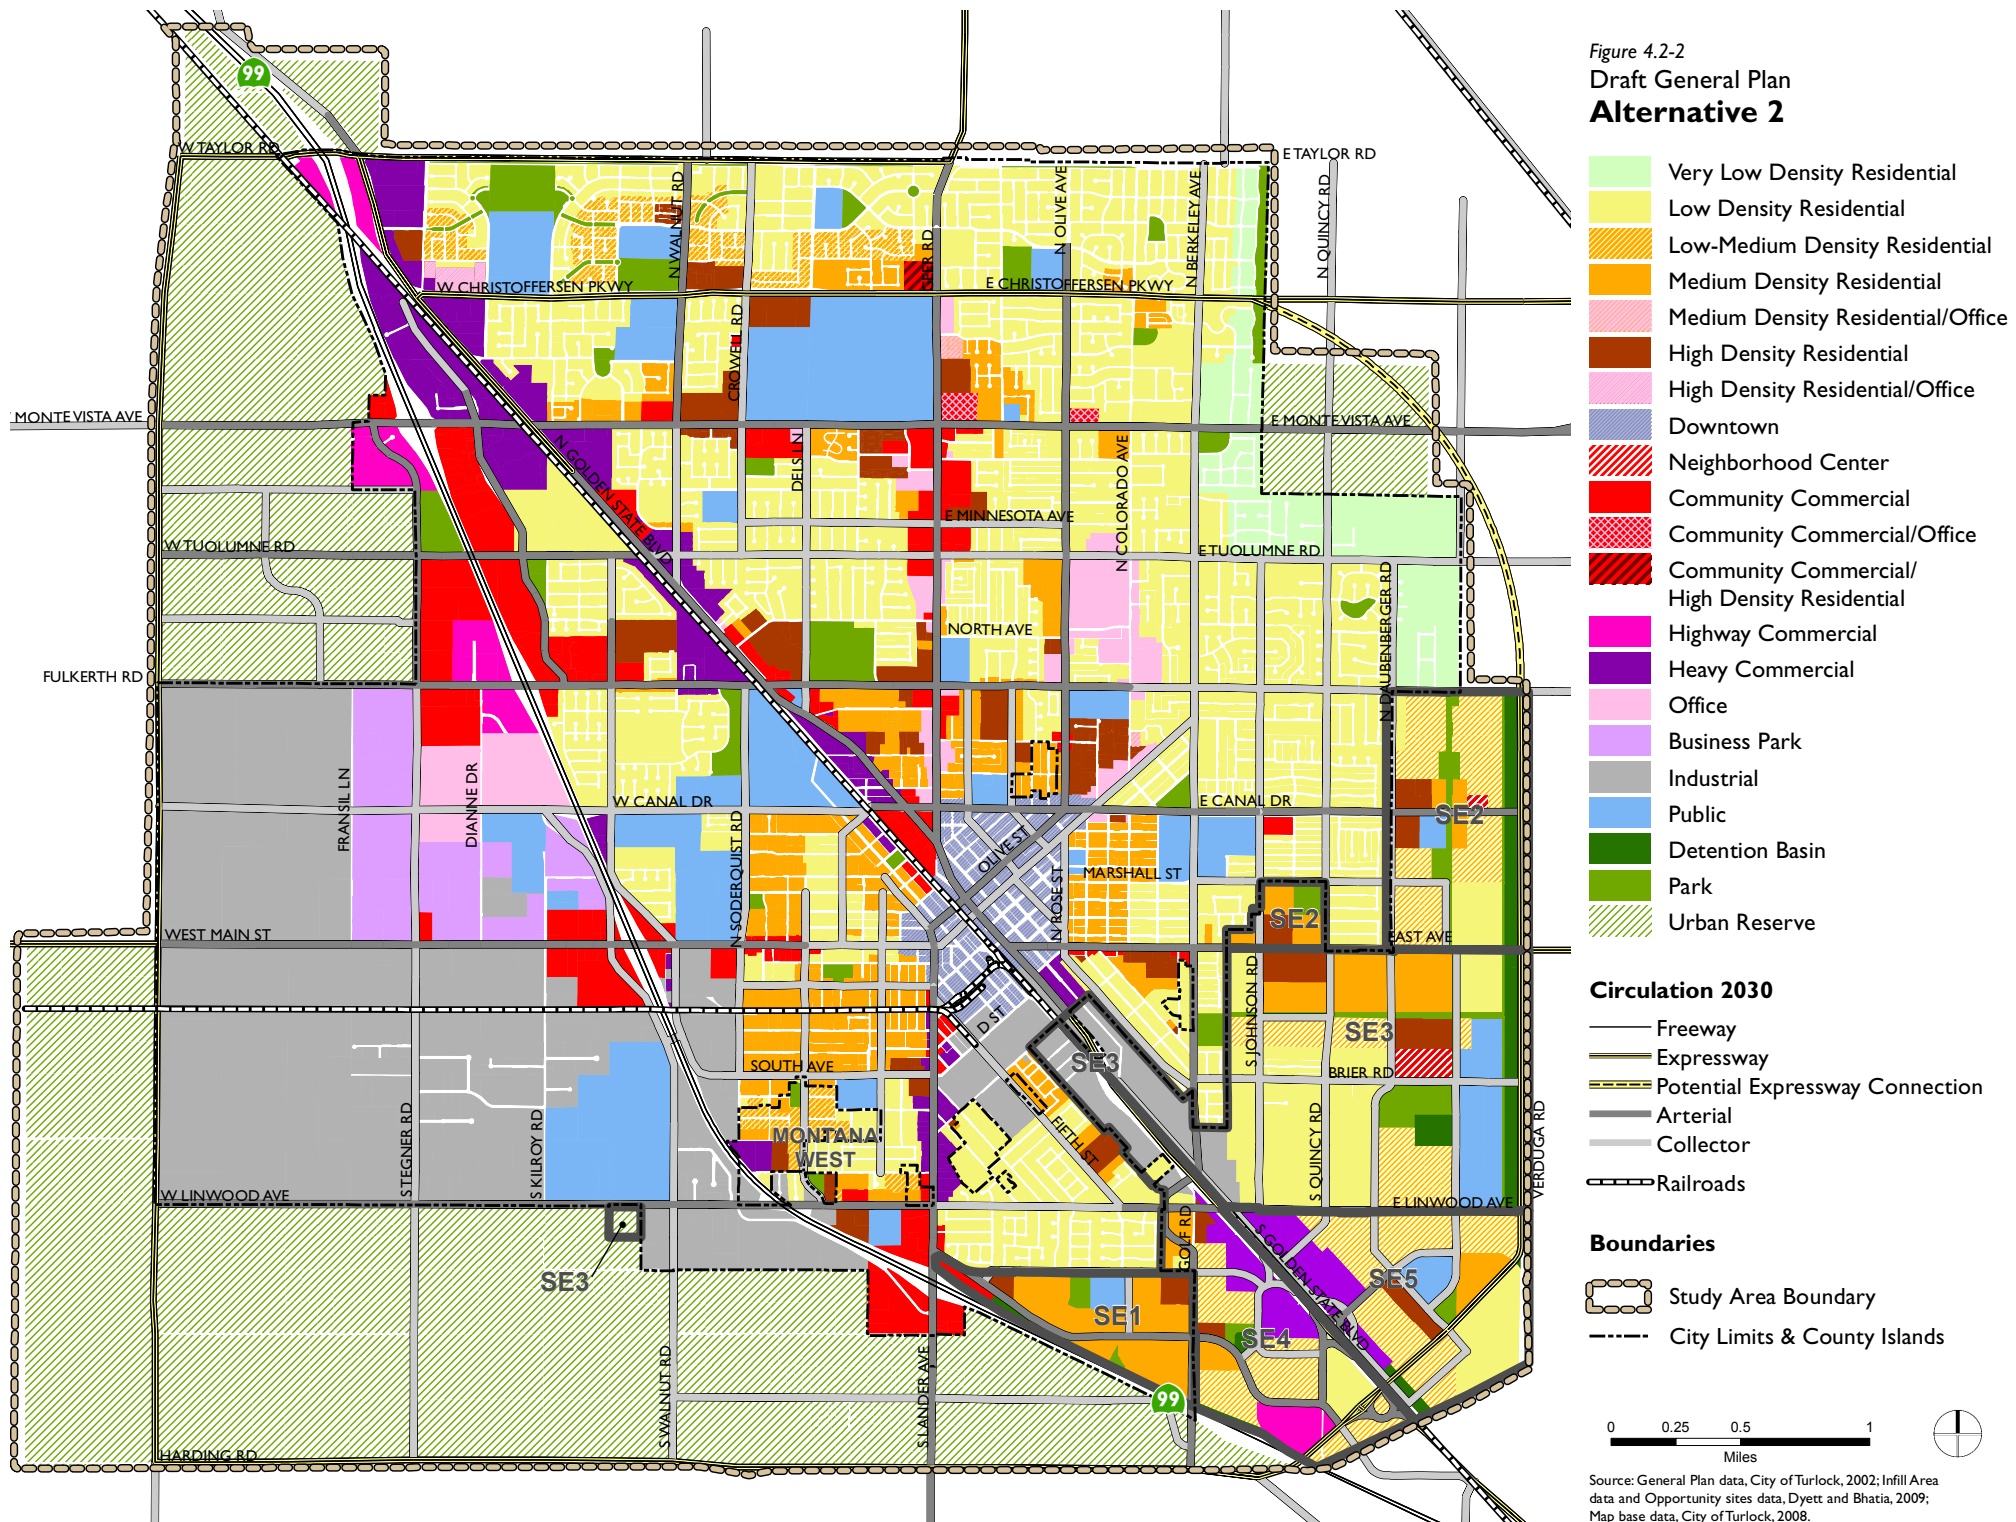 Figure 4.2-2
Draft General Plan
Alternative 2
Very Low Density Residential
Low Density Residential
Low-Medium Density Residential
Medium Density Residential
Medium Density Residential/Office
High Density Residential
High Density Residential/Office
Downtown
Neighborhood Center
Community Commercial
Community Commercial/Office
Community Commercial/
High Density Residential
Highway Commercial
Heavy Commercial
Office
Business Park
Industrial
Public
Detention Basin
Park
Urban Reserve
Circulation 2030
Freeway
Expressway
Potential Expressway Connection
Arterial
Collector
Railroads
Boundaries
Study Area Boundary
City Limits & County Islands
0 0.25 0.5 1
Miles
Source: General Plan data, City of Turlock, 2002; Infill Area
data and Opportunity sites data, Dyett and Bhatia, 2009;
Map base data, City of Turlock, 2008.
99
W TAYLOR RD
E TAYLOR RD
N WALNUT RD
N OLIVE AVE
N BERKELEY AVE
N QUINCY RD
GEER RD
W CHRISTOFFERSEN PKWY
E CHRISTOFFERSEN PKWY
CROWELL RD
MONTE VISTA AVE
E MONTE VISTA AVE
N GOLDEN STATE BLVD
DELS LN
N COLORADO AVE
E MINNESOTA AVE
W TUOLUMNE RD
E TUOLUMNE RD
N DAUBENBERGER RD
NORTH AVE
FULKERTH RD
FRANSIL LN
DIANNE DR
W CANAL DR
E CANAL DR
SE2
N SODERQUIST RD
OLIVE ST
MARSHALL ST
N ROSE ST
SE2
WEST MAIN ST
EAST AVE
S JOHNSON RD
D ST
SE3
SE3
SOUTH AVE
BRIER RD
MONTANA
WEST
FIFTH ST
S STEGNER RD
S KILROY RD
S QUINCY RD
VERDUGA RD
W LINWOOD AVE
E LINWOOD AVE
GOLF RD
S GOLDEN STATE BLVD
SE3
SE5
SE1
SE4
S WALNUT RD
S LANDER AVE
99
HARDING RD